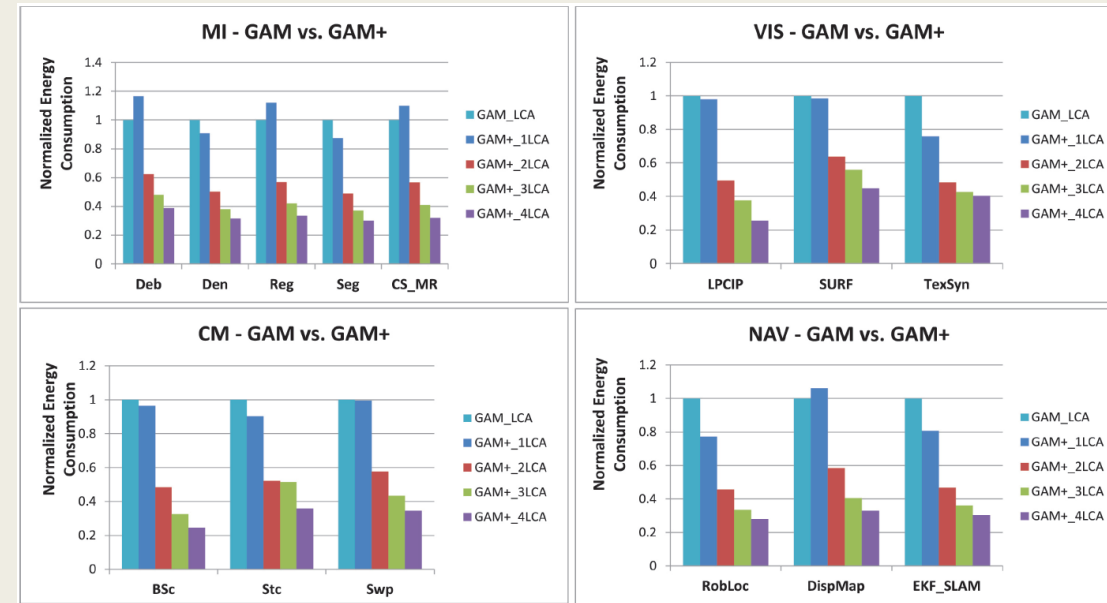 MI - GAM vs. GAM+
Normalized Energy
Consumption
1.4
1.2
1
0.8
0.6
0.4
0.2
0
Deb Den Reg Seg CS_MR
GAM_LCA
GAM+_1LCA
GAM+_2LCA
GAM+_3LCA
GAM+_4LCA
VIS - GAM vs. GAM+
Normalized Energy
Consumption
1.2
1
0.8
0.6
0.4
0.2
0
LPCIP SURF TexSyn
GAM_LCA
GAM+_1LCA
GAM+_2LCA
GAM+_3LCA
GAM+_4LCA
CM - GAM vs. GAM+
Normalized Energy
Consumption
1.2
1
0.8
0.6
0.4
0.2
0
BSc Stc Swp
GAM_LCA
GAM+_1LCA
GAM+_2LCA
GAM+_3LCA
GAM+_4LCA
NAV - GAM vs. GAM+
Normalized Energy
Consumption
1.2
1
0.8
0.6
0.4
0.2
0
RobLoc DispMap EKF_SLAM
GAM_LCA
GAM+_1LCA
GAM+_2LCA
GAM+_3LCA
GAM+_4LCA